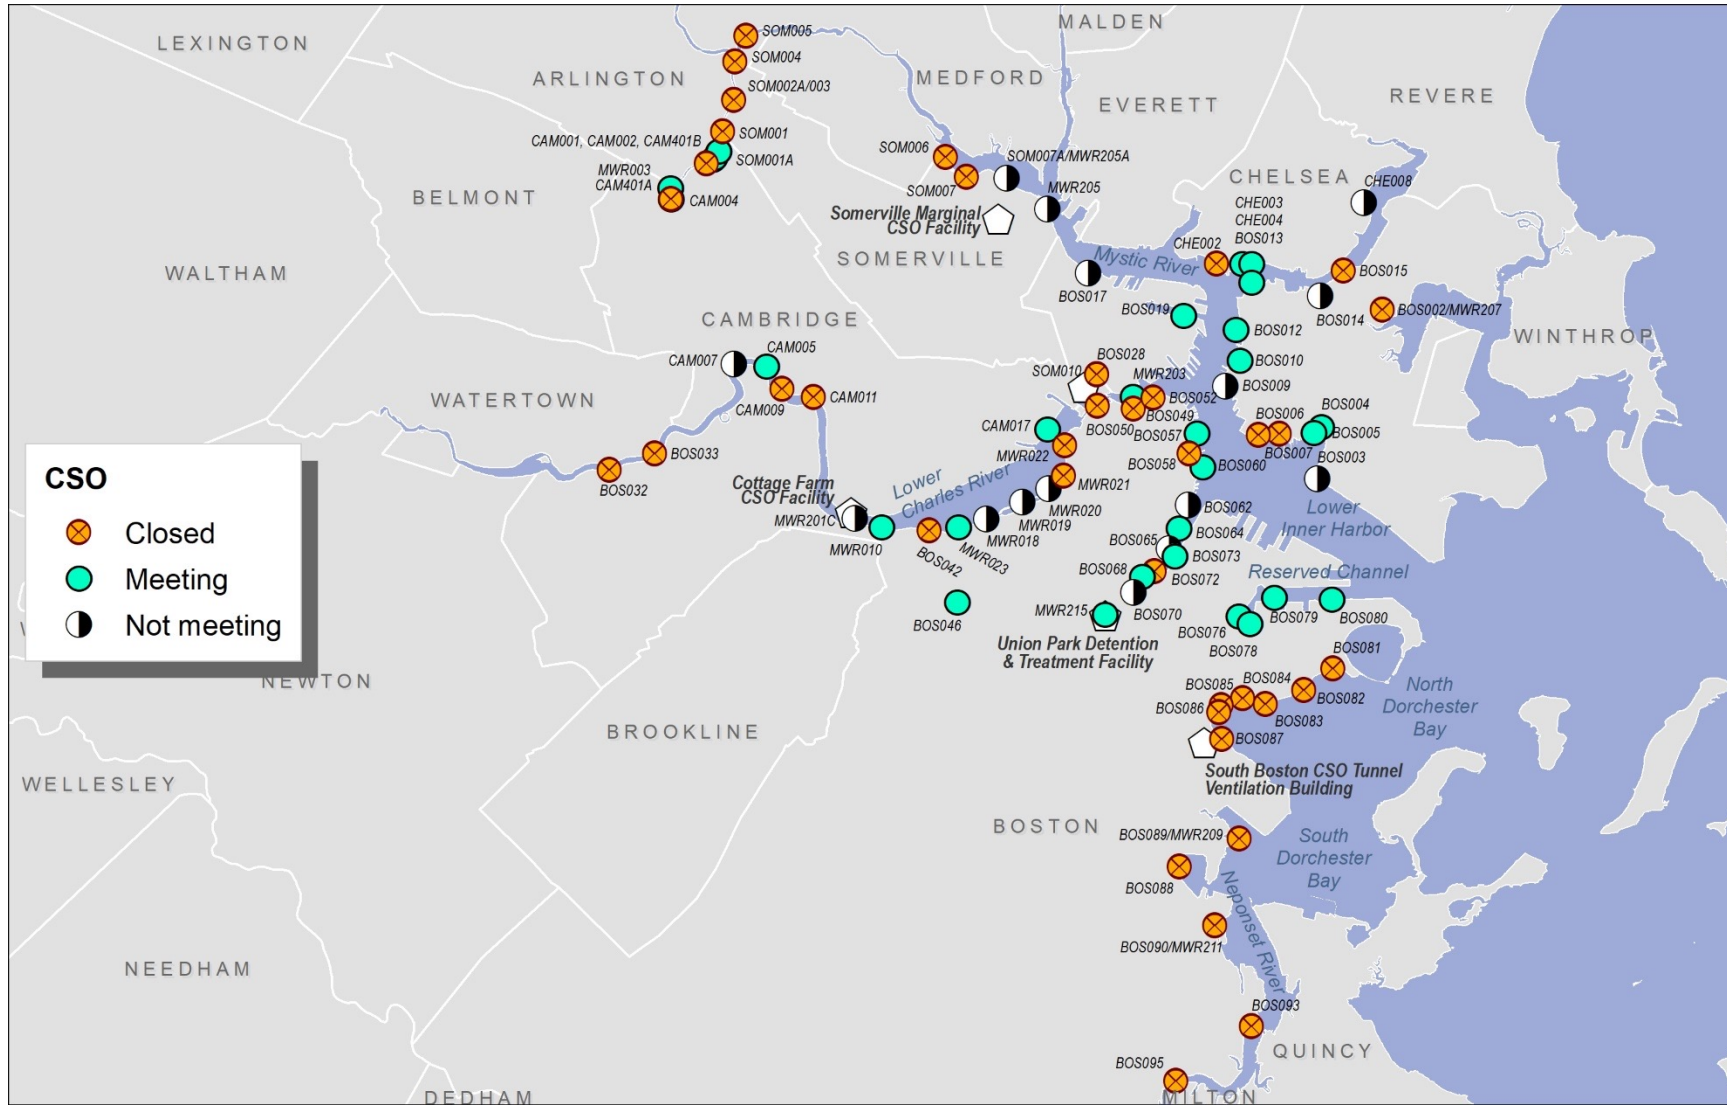 LEXINGTON
ARLINGTON
MEDFORD
MALDEN
EVERETT
REVERE
BELMONT
CHELSEA
WALTHAM
SOMERVILLE
CAMBRIDGE
WINTHROP
WATERTOWN
NEWTON
BROOKLINE
WELLESLEY
BOSTON
NEEDHAM
QUINCY
DEDHAM
MILTON
CSO
Closed
Meeting
Not meeting
SOM005
SOM004
SOM002A/003
SOM001
CAM001, CAM002, CAM401B
SOM001A
MWR003
CAM401A
CAM004
SOM006
SOM007
SOM007A/MWR205A
MWR205
Somerville Marginal
CSO Facility
Mystic River
CHE008
CHE003
CHE004
BOS013
CHE002
BOS015
BOS014
BOS002/MWR207
BOS017
BOS019
BOS012
BOS010
BOS009
CAM007
CAM005
CAM009
CAM011
BOS033
BOS032
BOS028
SOM010
MWR203
BOS052
BOS049
BOS050
BOS057
BOS058
BOS060
BOS006
BOS007
BOS004
BOS005
BOS003
CAM017
MWR022
MWR021
MWR020
MWR019
MWR018
MWR023
BOS042
MWR010
MWR201C
Cottage Farm
CSO Facility
Lower
Charles River
Lower
Inner Harbor
BOS062
BOS064
BOS065
BOS073
BOS068
BOS072
BOS070
MWR215
BOS046
Union Park Detention
& Treatment Facility
Reserved Channel
BOS076
BOS078
BOS079
BOS080
BOS081
BOS082
BOS083
BOS084
BOS085
BOS086
BOS087
North
Dorchester
Bay
South Boston CSO Tunnel
Ventilation Building
South
Dorchester
Bay
BOS089/MWR209
BOS088
Neponset River
BOS090/MWR211
BOS093
BOS095